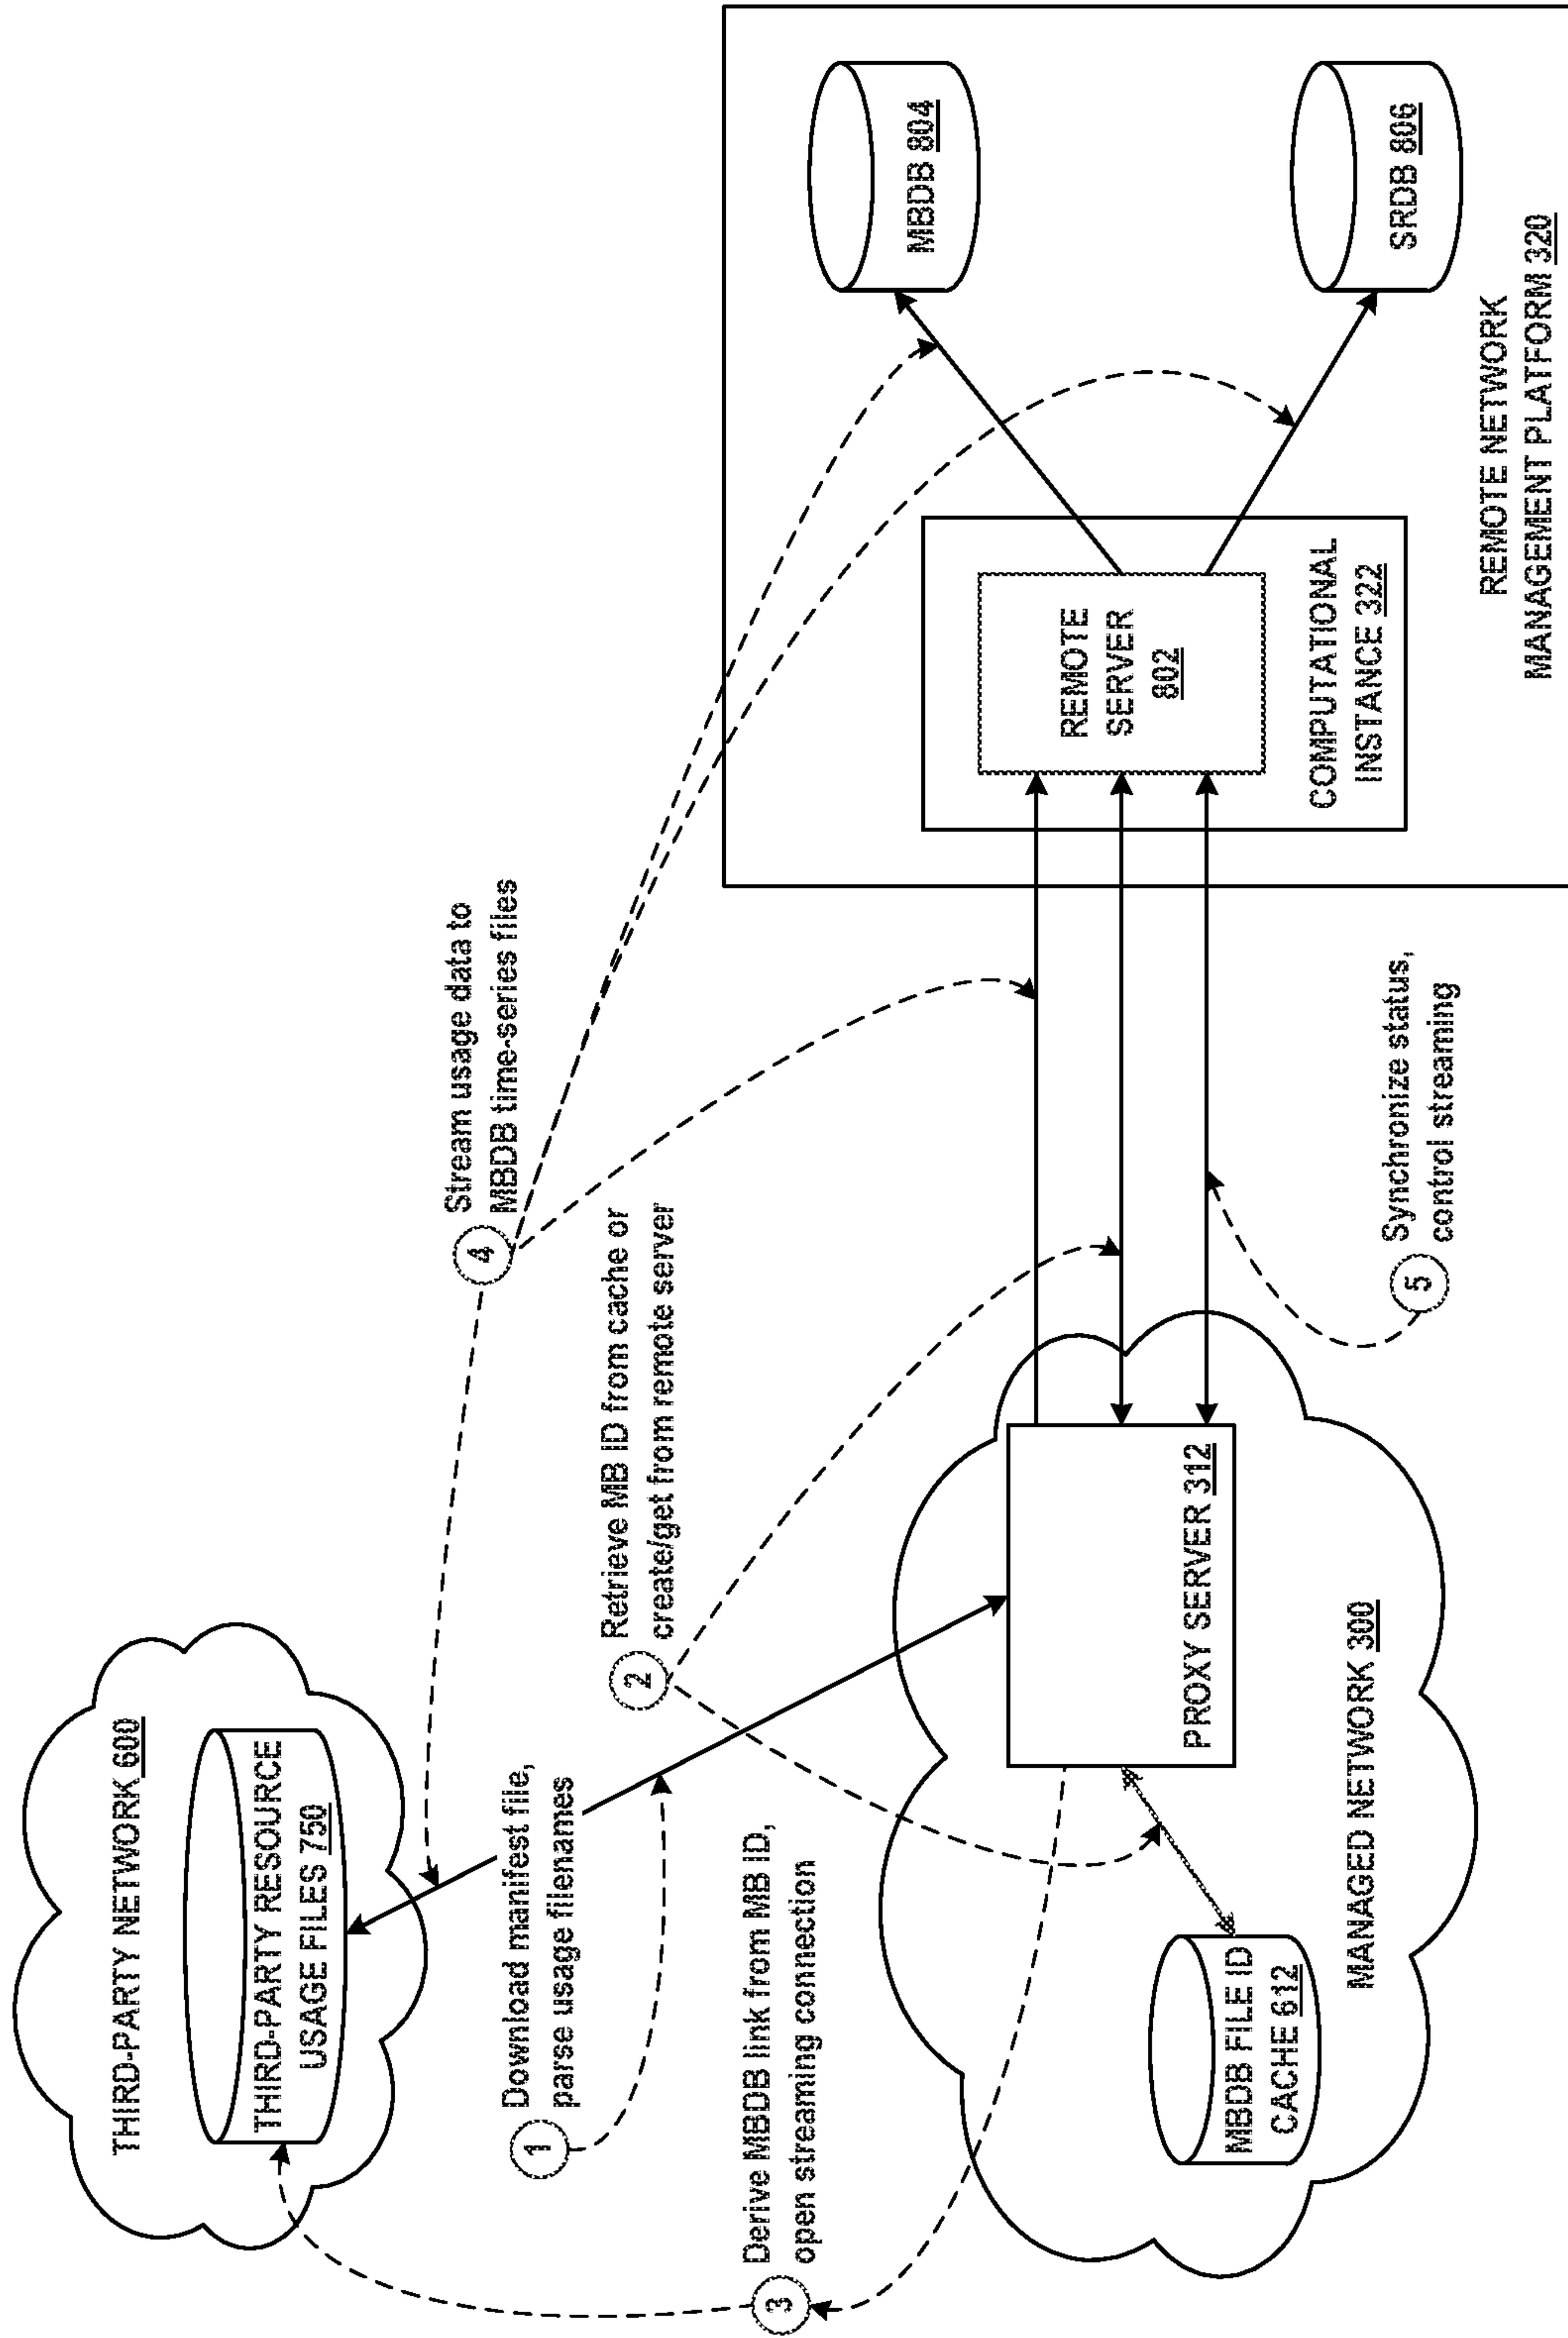 THIRD-PARTY NETWORK 600
THIRD-PARTY RESOURCE
USAGE FILES 750
1
Download manifest file,
parse usage filenames
2
Retrieve MB ID from cache or
create/get from remote server
3
Derive MBDB link from MB ID,
open streaming connection
4
Stream usage data to
MBDB time-series files
5
Synchronize status,
control streaming
PROXY SERVER 312
MBDB FILE ID
CACHE 612
MANAGED NETWORK 300
REMOTE
SERVER
802
COMPUTATIONAL
INSTANCE 322
MBDB 804
SRDB 806
REMOTE NETWORK
MANAGEMENT PLATFORM 320